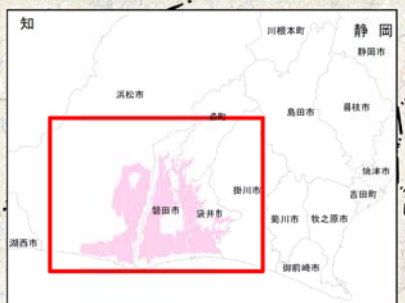 知
静岡
川根本町
静岡市
浜松市
島田市
藤枝市
森町
焼津市
掛川市
吉田町
磐田市
袋井市
菊川市
牧之原市
湖西市
御前崎市